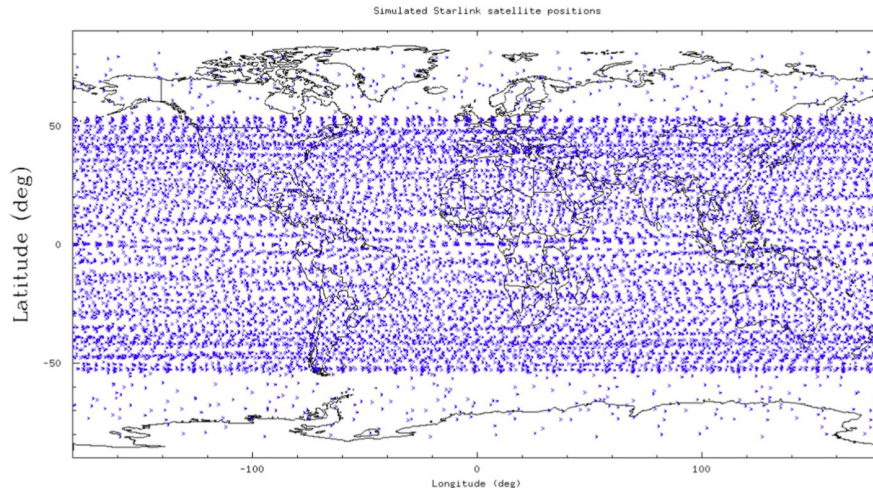 Simulated Starlink satellite positions
Latitude (deg)
50
0
-50
-100
0
100
Longitude (deg)